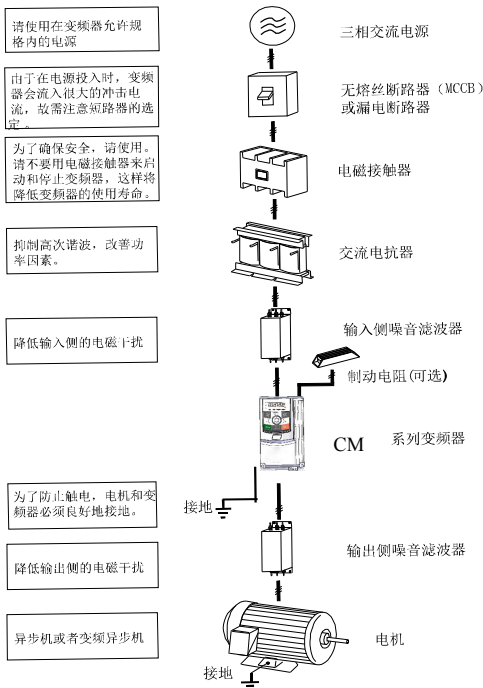 请使用在变频器允许规
格内的电源
三相交流电源
由于在电源投入时，变频
器会流入很大的冲击电
流，故需注意短路器的选
定 。
无熔丝断路器（MCCB）
或漏电断路器
为了确保安全，请使用。
请不要用电磁接触器来启
动和停止变频器，这样将
降低变频器的使用寿命。
电磁接触器
抑制高次谐波，改善功
率因素。
交流电抗器
降低输入侧的电磁干扰
输入侧噪音滤波器
制动电阻(可选)
CM 系列变频器
为了防止触电，电机和变
频器必须良好地接地。
接地
降低输出侧的电磁干扰
输出侧噪音滤波器
异步机或者变频异步机
电机
接地